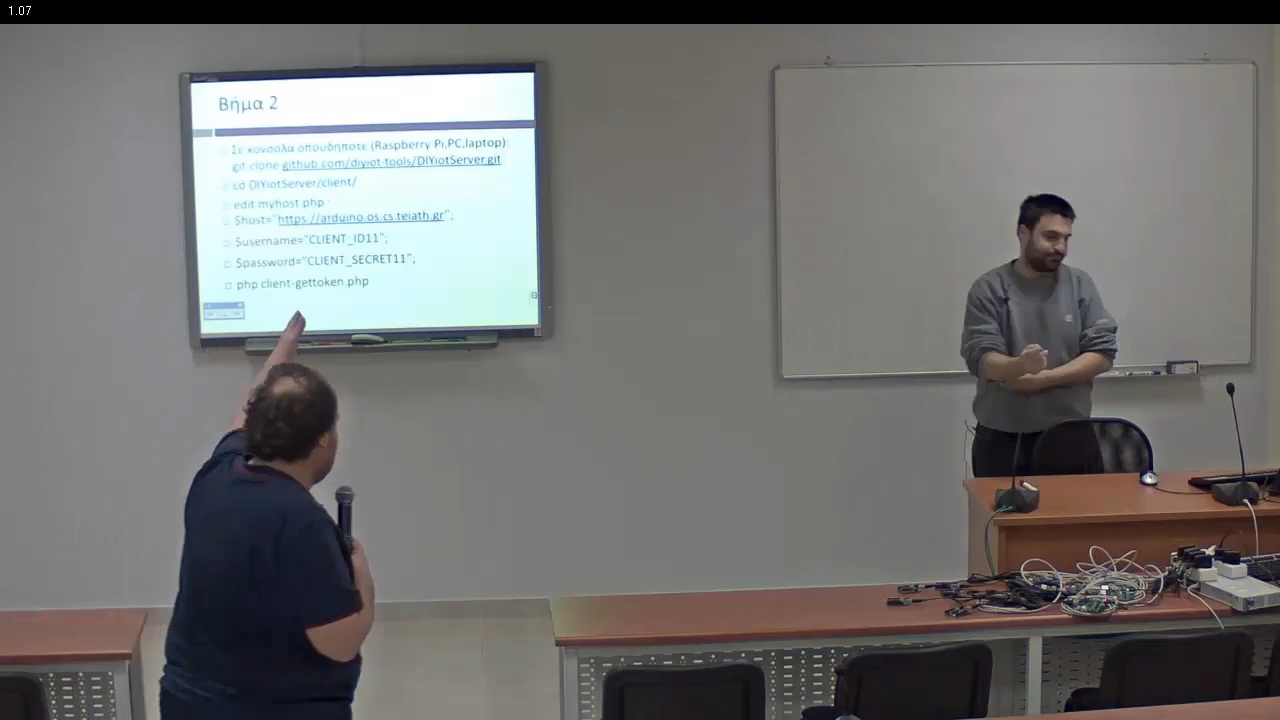 1.07
Βήμα 2
Σε κονσόλα οπουδήποτε (Raspberry Pi,PC,laptop):
git clone github.com/diyiot-tools/DIYiotServer.git
cd DIYiotServer/client/
edit myhost.php :
$host="https://arduino.os.cs.teiath.gr";
$username="CLIENT_ID11";
$password="CLIENT_SECRET11";
php client-gettoken.php